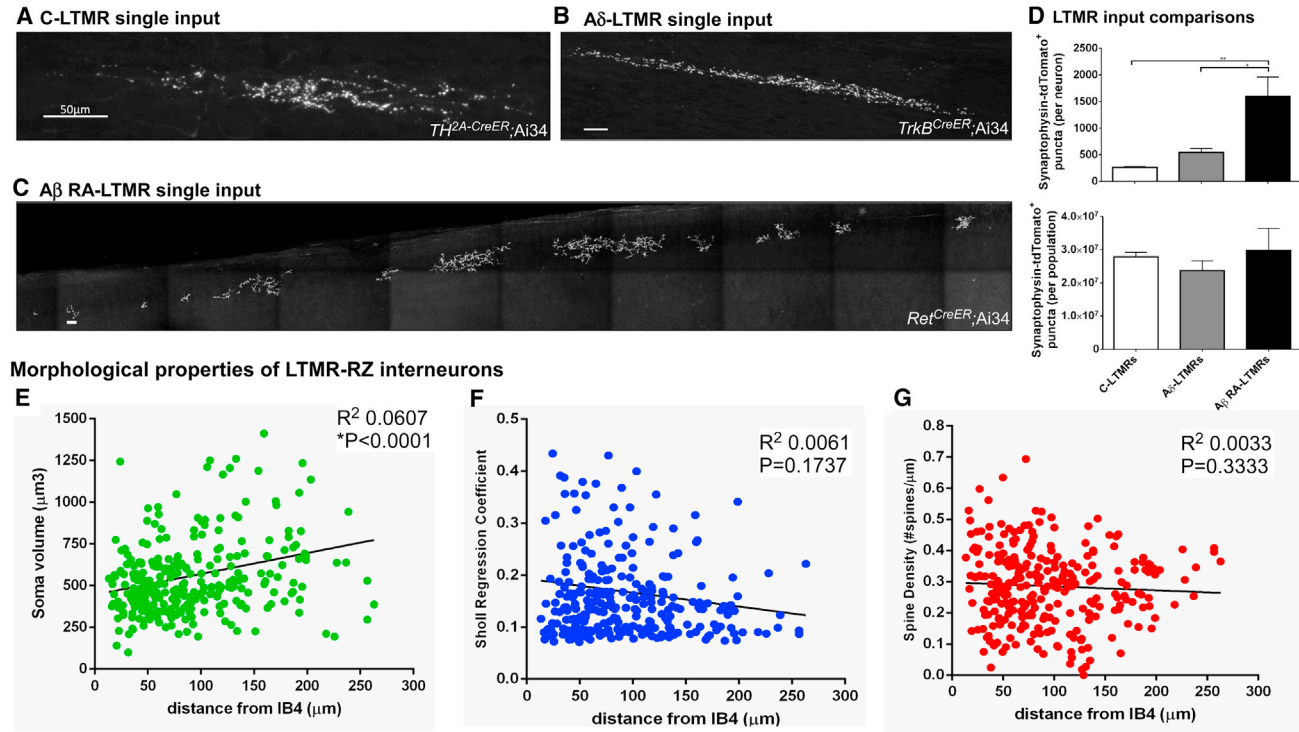 A C-LTMR single input
50μm
TH2A-CreER;Ai34
B Aδ-LTMR single input
TrkBCreER;Ai34
C Aβ RA-LTMR single input
RetCreER;Ai34
D LTMR input comparisons
Synaptophysin-tdTomato+
puncta (per neuron)
2500
2000
1500
1000
500
0
**
*
Synaptophysin-tdTomato+
puncta (per population)
4.0×10⁷
3.0×10⁷
2.0×10⁷
1.0×10⁷
0
C-LTMRs
Aδ-LTMRs
Aβ RA-LTMRs
Morphological properties of LTMR-RZ interneurons
E
R2 0.0607
*P<0.0001
Soma volume (μm3)
1500
1250
1000
750
500
250
0
0 50 100 150 200 250 300
distance from IB4 (μm)
F
R2 0.0061
P=0.1737
Sholl Regression Coefficient
0.5
0.4
0.3
0.2
0.1
0.0
0 50 100 150 200 250 300
distance from IB4 (μm)
G
R2 0.0033
P=0.3333
Spine Density (#spines/μm)
0.8
0.7
0.6
0.5
0.4
0.3
0.2
0.1
0.0
0 50 100 150 200 250 300
distance from IB4 (μm)